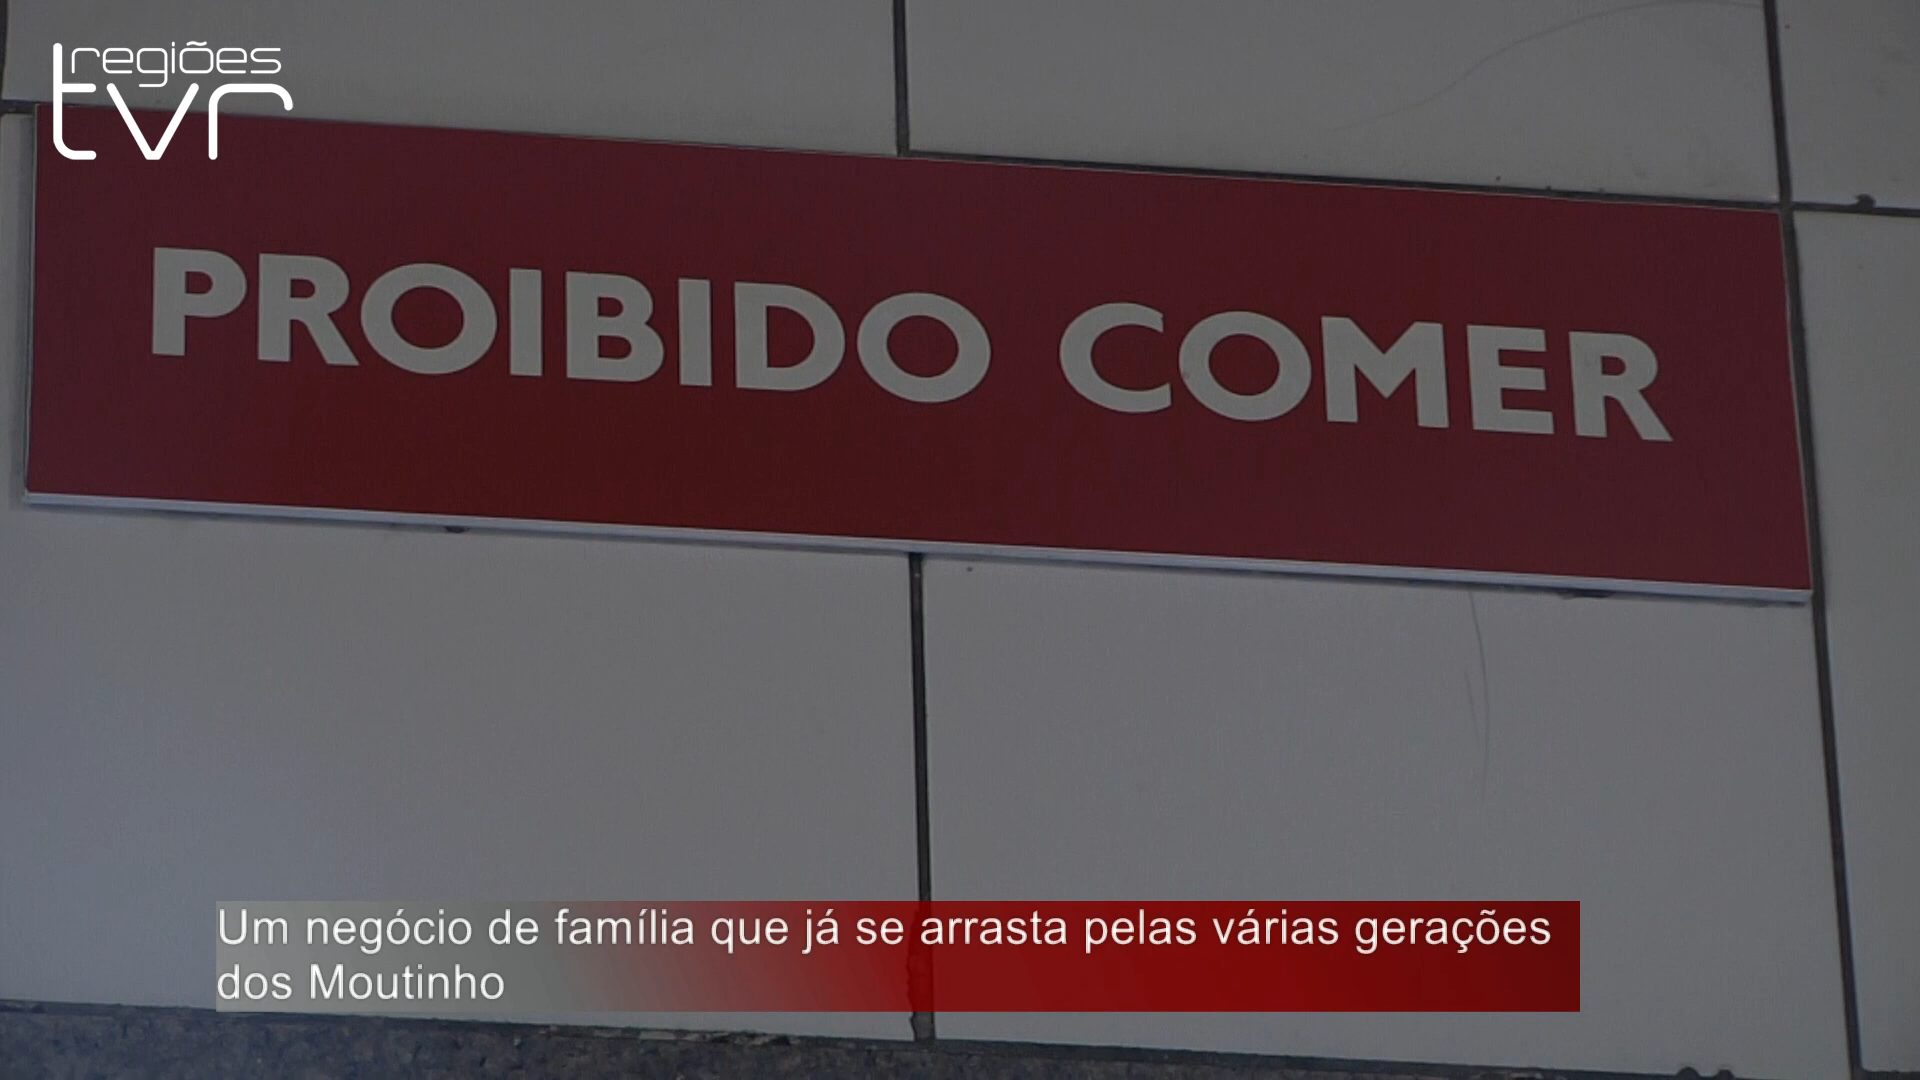 regiões
tvr
PROIBIDO COMER
Um negócio de família que já se arrasta pelas várias gerações
dos Moutinho